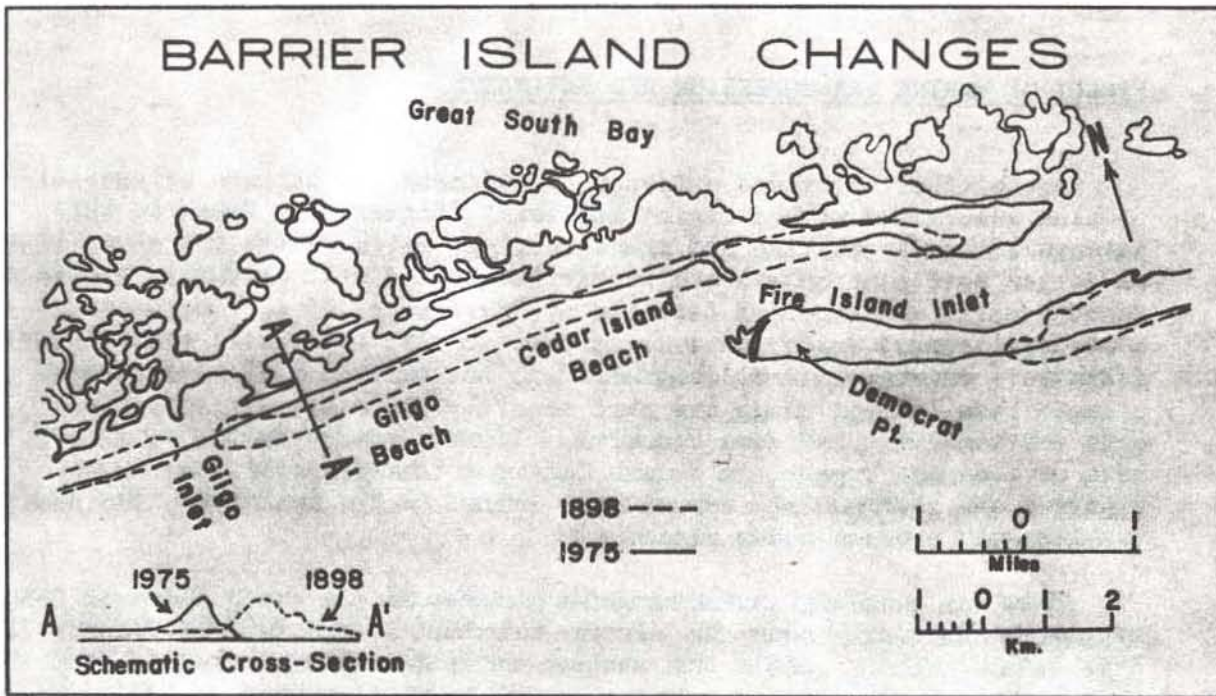 BARRIER ISLAND CHANGES
Great South Bay
N
Fire Island Inlet
Cedar Island
Beach
Democrat
Pt.
A
Gilgo
Beach
A'
Gilgo
Inlet
1898
1975
1 0 1
Miles
1 0 1 2
Km.
1975 1898
A A'
Schematic Cross-Section